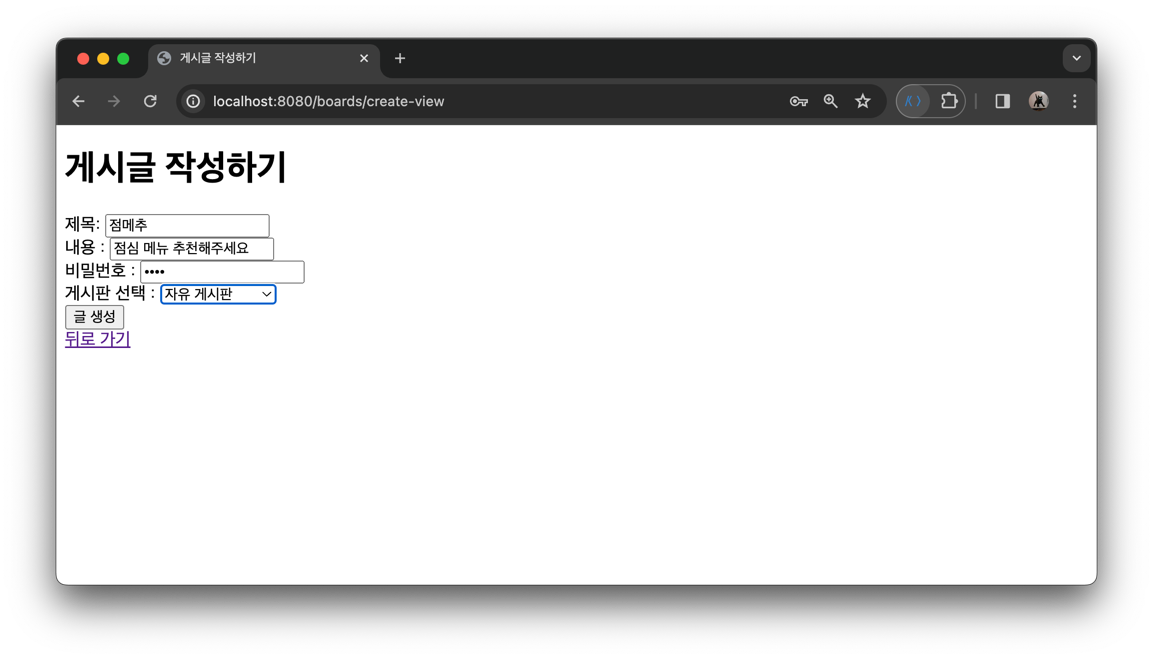 게시글 작성하기
localhost:8080/boards/create-view
게시글 작성하기
제목: 점메추
내용 : 점심 메뉴 추천해주세요
비밀번호 : ••••
게시판 선택 : 자유 게시판
글 생성
뒤로 가기